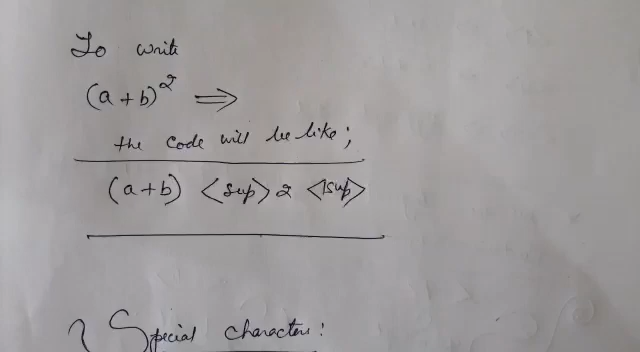 To write
(a+b)² ⇒
the code will be like;
(a+b) <sup>2 </sup>
Special characters: